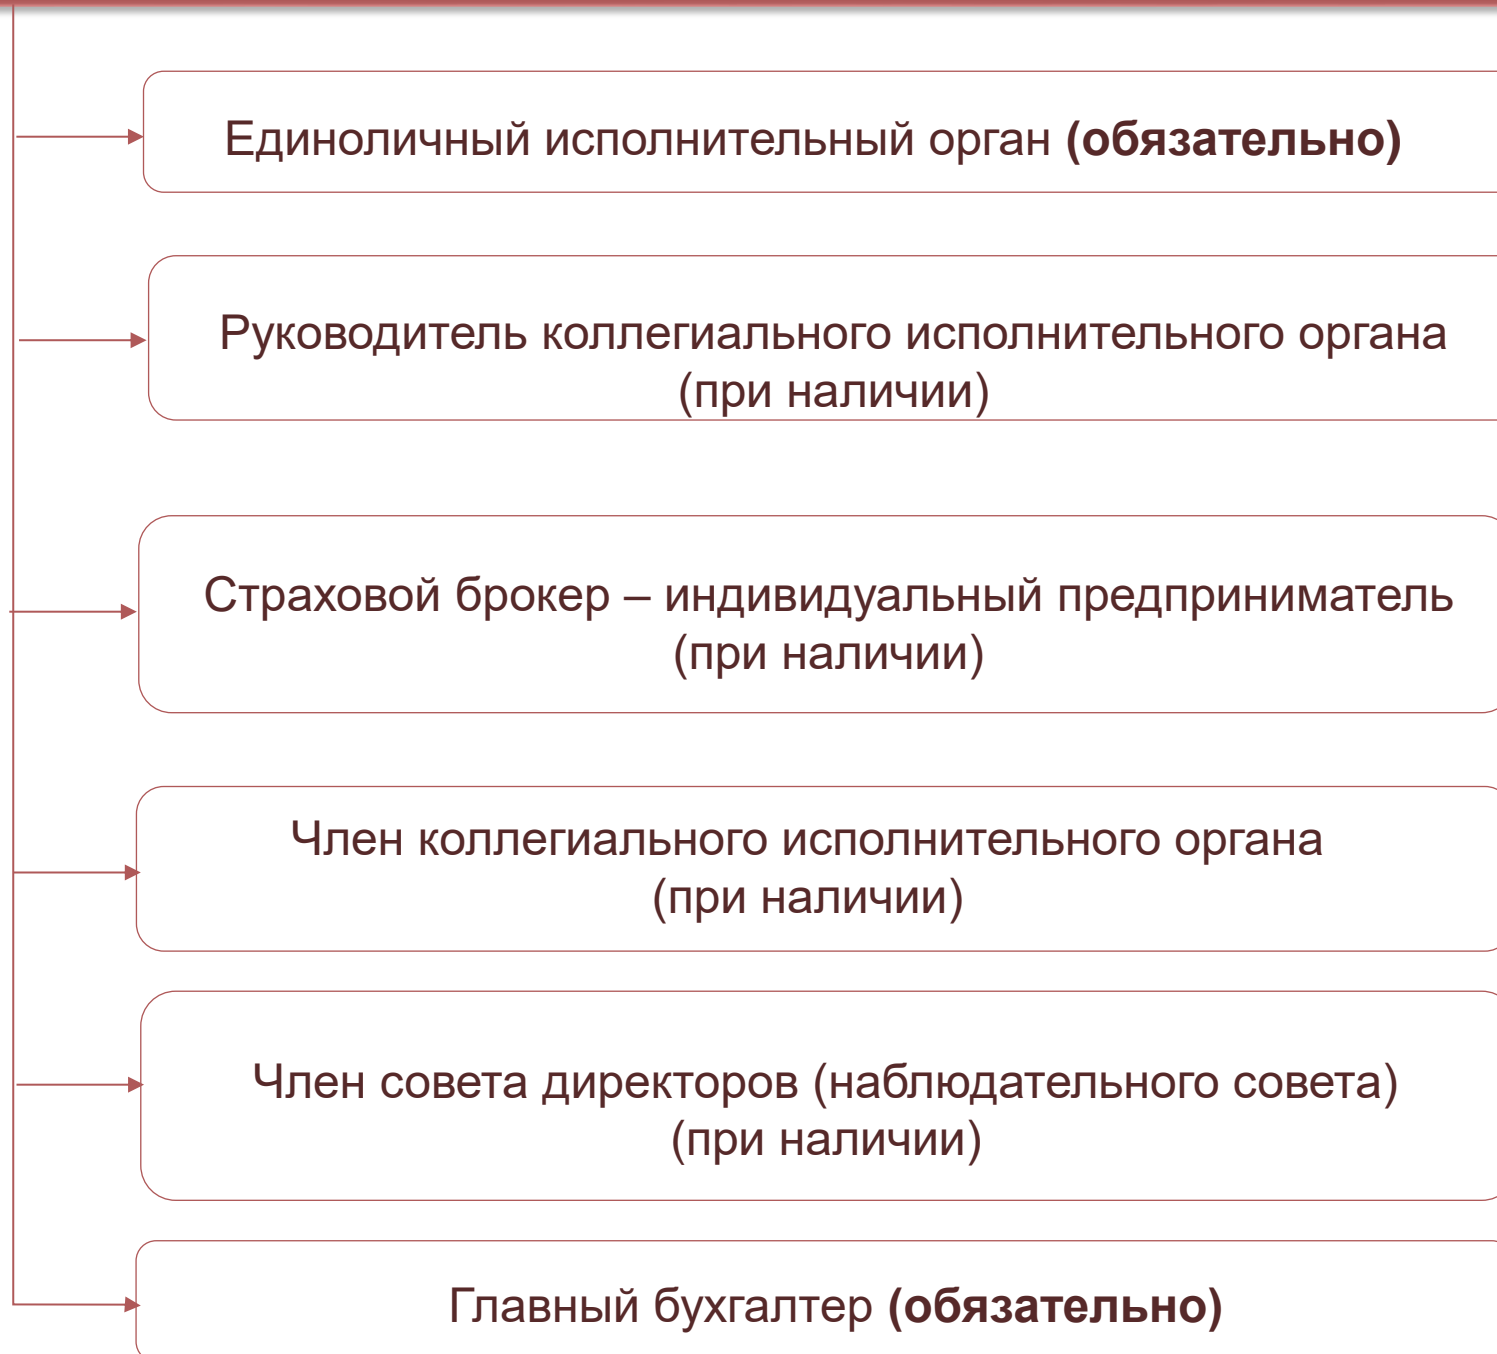 Единоличный исполнительный орган (обязательно)
Руководитель коллегиального исполнительного органа
(при наличии)
Страховой брокер – индивидуальный предприниматель
(при наличии)
Член коллегиального исполнительного органа
(при наличии)
Член совета директоров (наблюдательного совета)
(при наличии)
Главный бухгалтер (обязательно)